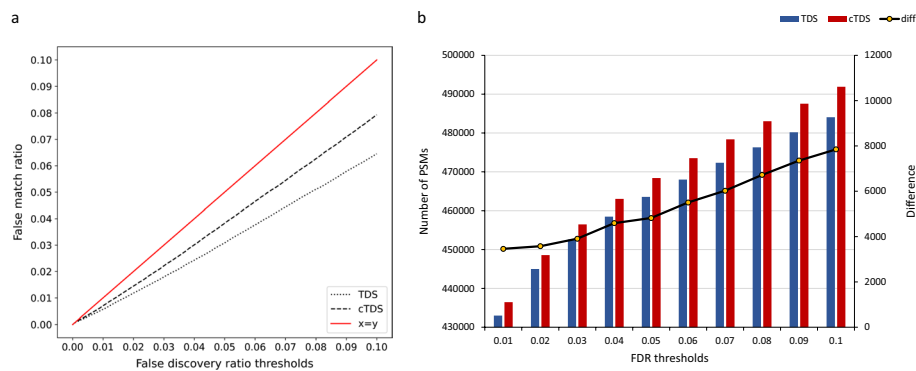 a
False match ratio
0.10
0.09
0.08
0.07
0.06
0.05
0.04
0.03
0.02
0.01
0.00
0.00 0.01 0.02 0.03 0.04 0.05 0.06 0.07 0.08 0.09 0.10
False discovery ratio thresholds
TDS
cTDS
x=y
b
TDS cTDS diff
Number of PSMs
500000
490000
480000
470000
460000
450000
440000
430000
12000
10000
8000
6000
4000
2000
0
Difference
0.01 0.02 0.03 0.04 0.05 0.06 0.07 0.08 0.09 0.1
FDR thresholds